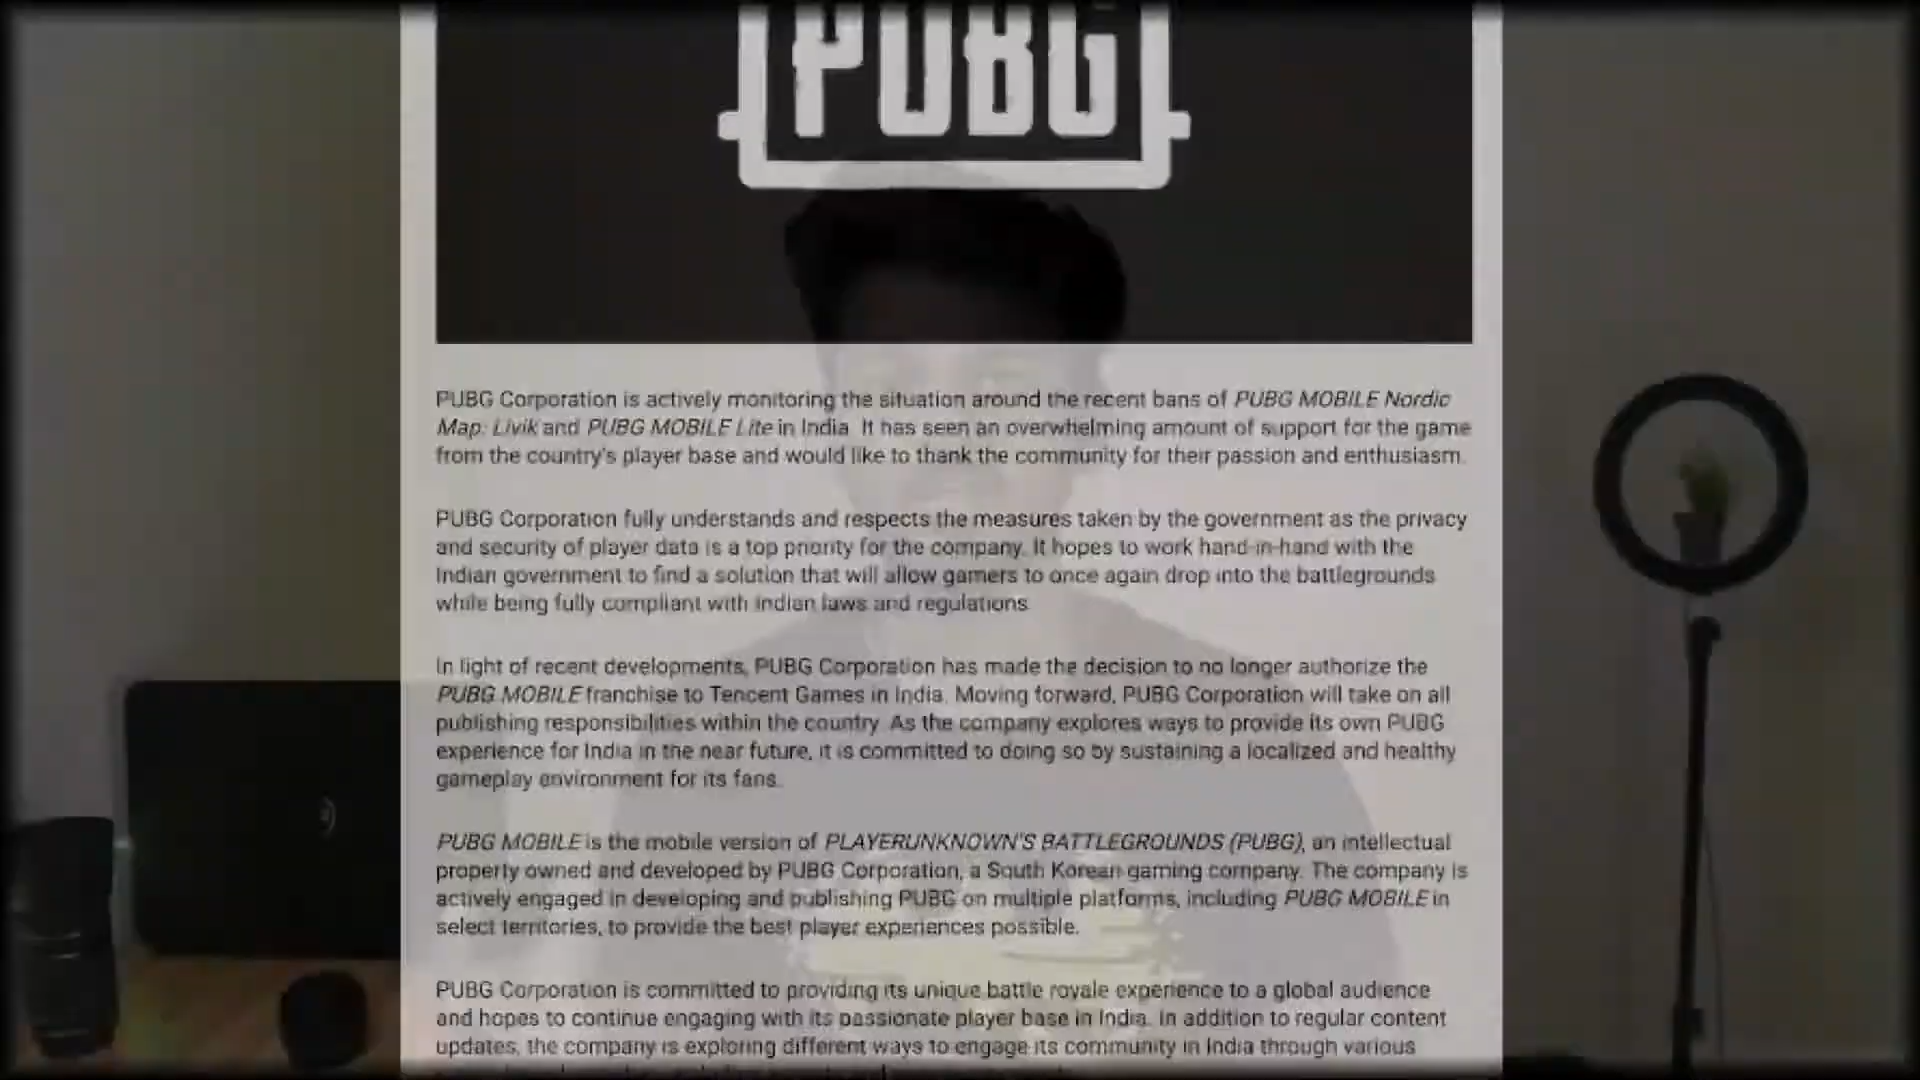 PUBG
PUBG Corporation is actively monitoring the situation around the recent bans of PUBG MOBILE Nordic
Map: Livik and PUBG MOBILE Lite in India. It has seen an overwhelming amount of support for the game
from the country's player base and would like to thank the community for their passion and enthusiasm.
PUBG Corporation fully understands and respects the measures taken by the government as the privacy
and security of player data is a top priority for the company. It hopes to work hand-in-hand with the
Indian government to find a solution that will allow gamers to once again drop into the battlegrounds
while being fully compliant with Indian laws and regulations.
In light of recent developments, PUBG Corporation has made the decision to no longer authorize the
PUBG MOBILE franchise to Tencent Games in India. Moving forward, PUBG Corporation will take on all
publishing responsibilities within the country. As the company explores ways to provide its own PUBG
experience for India in the near future, it is committed to doing so by sustaining a localized and healthy
gameplay environment for its fans.
PUBG MOBILE is the mobile version of PLAYERUNKNOWN'S BATTLEGROUNDS (PUBG), an intellectual
property owned and developed by PUBG Corporation, a South Korean gaming company. The company is
actively engaged in developing and publishing PUBG on multiple platforms, including PUBG MOBILE in
select territories, to provide the best player experiences possible.
PUBG Corporation is committed to providing its unique battle royale experience to a global audience
and hopes to continue engaging with its passionate player base in India. In addition to regular content
updates, the company is exploring different ways to engage its community in India through various